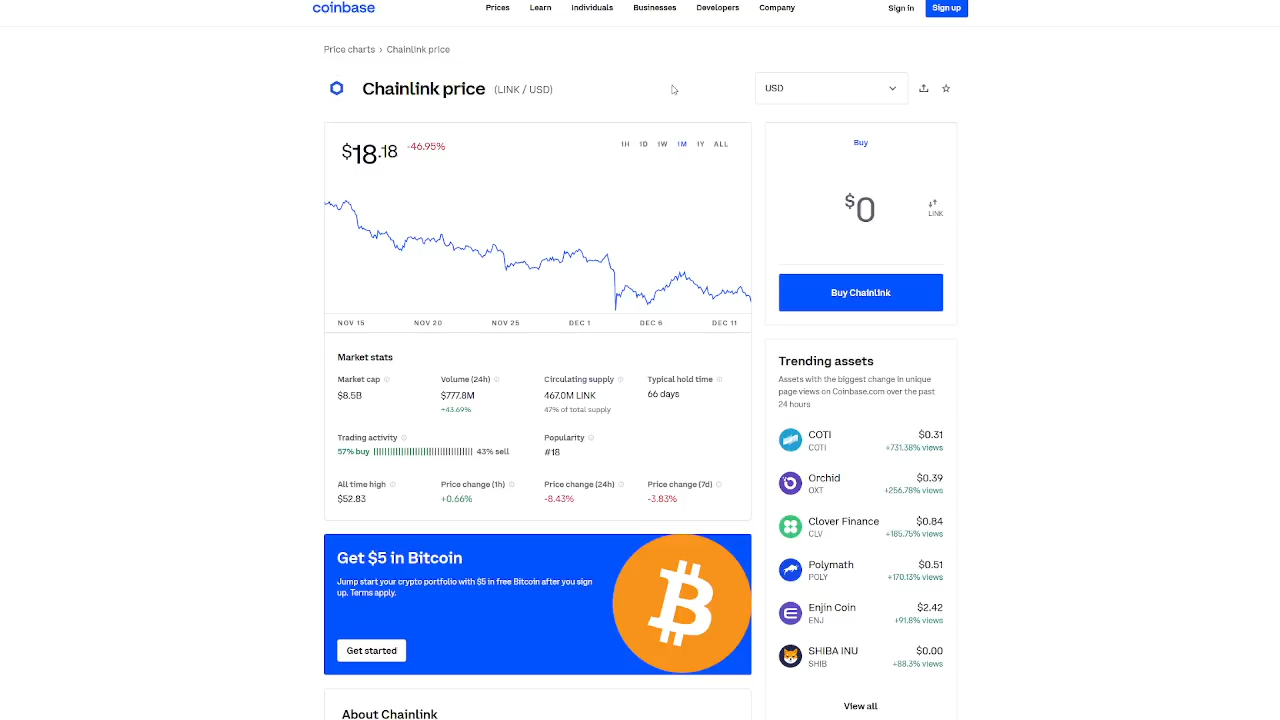 coinbase
Prices Learn Individuals Businesses Developers Company
Sign in Sign up
Price charts › Chainlink price
Chainlink price (LINK / USD)
USD
$18.18 -46.95%
1H 1D 1W 1M 1Y ALL
NOV 15 NOV 20 NOV 25 DEC 1 DEC 6 DEC 11
Market stats
Market cap Volume (24h) Circulating supply Typical hold time
$8.5B $777.8M 467.0M LINK 66 days
+43.69% 47% of total supply
Trading activity Popularity
57% buy 43% sell #18
All time high Price change (1h) Price change (24h) Price change (7d)
$52.83 +0.66% -8.43% -3.83%
Get $5 in Bitcoin
Jump start your crypto portfolio with $5 in free Bitcoin after you sign
up. Terms apply.
Get started
About Chainlink
Buy
$0
LINK
Buy Chainlink
Trending assets
Assets with the biggest change in unique
page views on Coinbase.com over the past
24 hours
COTI $0.31
COTI +731.38% views
Orchid $0.39
OXT +256.78% views
Clover Finance $0.84
CLV +185.75% views
Polymath $0.51
POLY +170.13% views
Enjin Coin $2.42
ENJ +91.8% views
SHIBA INU $0.00
SHIB +88.3% views
View all